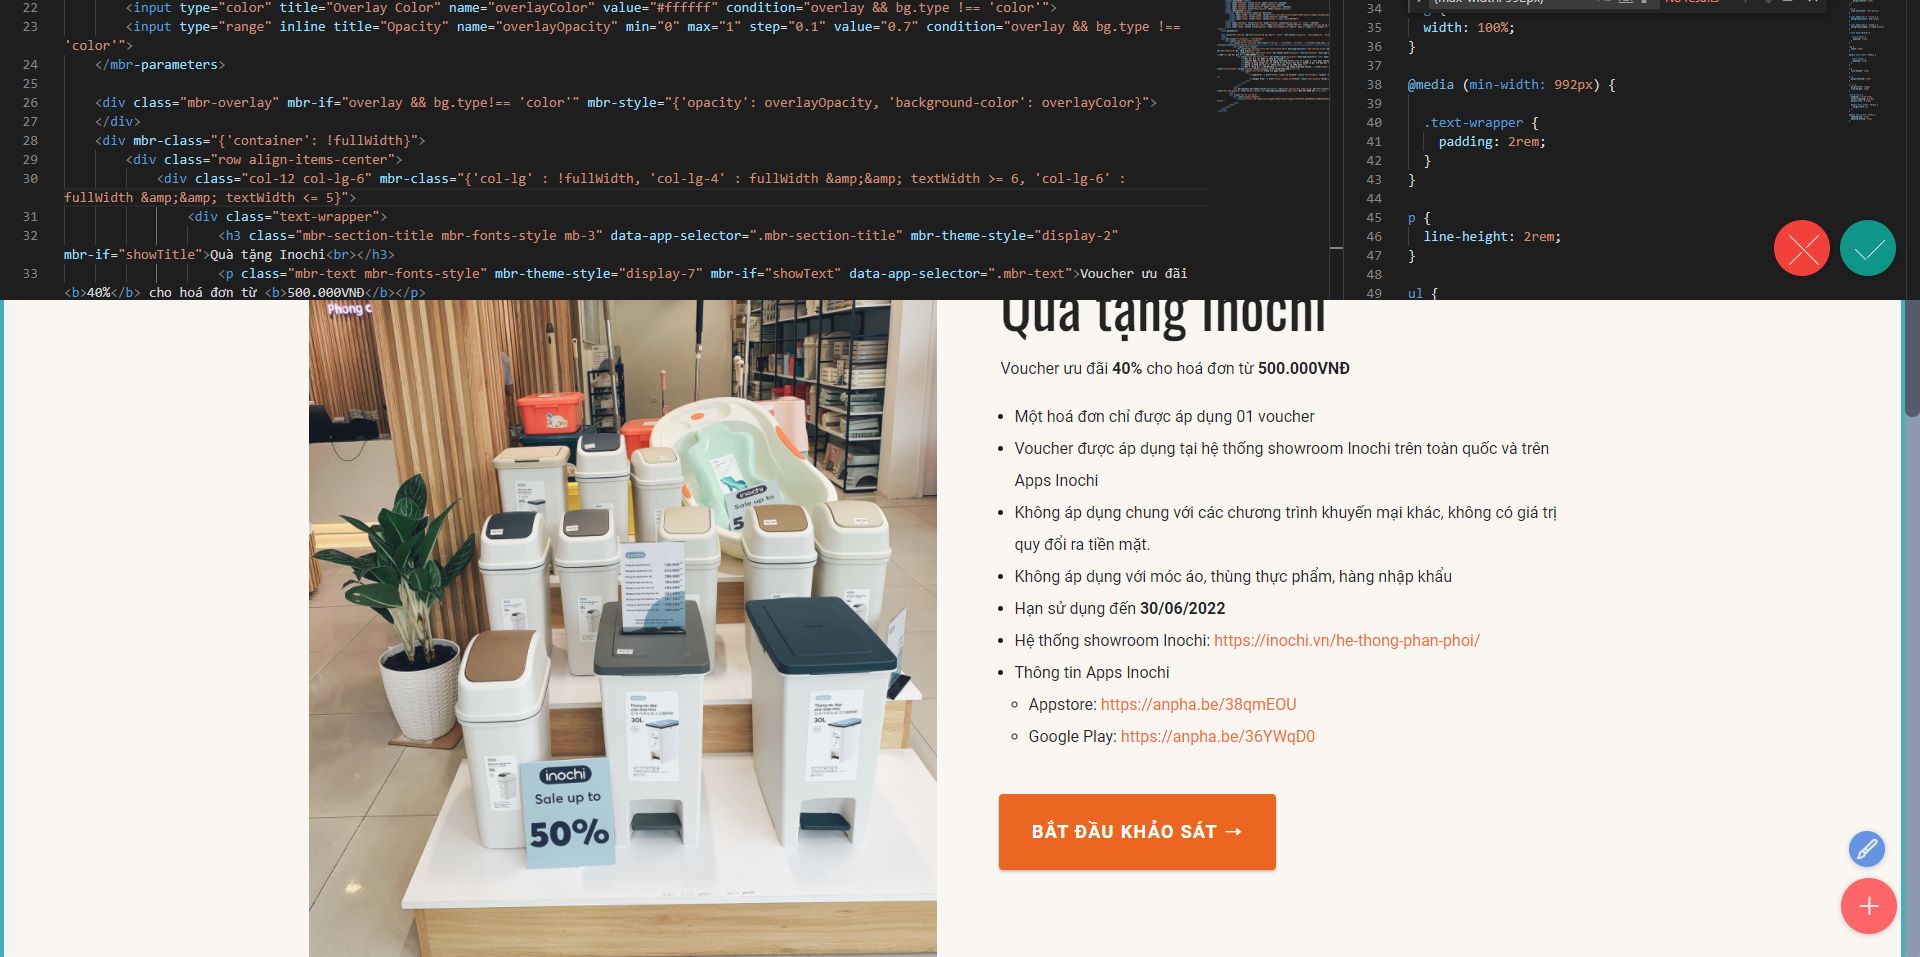 22 <input type="color" title="Overlay Color" name="overlayColor" value="#ffffff" condition="overlay && bg.type !== 'color'">
23 <input type="range" inline title="Opacity" name="overlayOpacity" min="0" max="1" step="0.1" value="0.7" condition="overlay && bg.type !==
'color'">
24 </mbr-parameters>
25
26 <div class="mbr-overlay" mbr-if="overlay && bg.type!== 'color'" mbr-style="{'opacity': overlayOpacity, 'background-color': overlayColor}">
27 </div>
28 <div mbr-class="{'container': !fullWidth}">
29 <div class="row align-items-center">
30 <div class="col-12 col-lg-6" mbr-class="{'col-lg' : !fullWidth, 'col-lg-4' : fullWidth &amp;&amp; textWidth >= 6, 'col-lg-6' :
fullWidth &amp;&amp; textWidth <= 5}">
31 <div class="text-wrapper">
32 <h3 class="mbr-section-title mbr-fonts-style mb-3" data-app-selector=".mbr-section-title" mbr-theme-style="display-2"
mbr-if="showTitle">Quà tặng Inochi<br></h3>
33 <p class="mbr-text mbr-fonts-style" mbr-theme-style="display-7" mbr-if="showText" data-app-selector=".mbr-text">Voucher ưu đãi
<b>40%</b> cho hoá đơn từ <b>500.000VNĐ</b></p>
34
35 width: 100%;
36 }
37
38 @media (min-width: 992px) {
39
40 .text-wrapper {
41 padding: 2rem;
42 }
43 }
44
45 p {
46 line-height: 2rem;
47 }
48
49 ul {
Phong c
inochi
Sale up to
5
30L
30L
inochi
Sale up to
50%
Quà tặng Inochi
Voucher ưu đãi 40% cho hoá đơn từ 500.000VNĐ
• Một hoá đơn chỉ được áp dụng 01 voucher
• Voucher được áp dụng tại hệ thống showroom Inochi trên toàn quốc và trên
Apps Inochi
• Không áp dụng chung với các chương trình khuyến mại khác, không có giá trị
quy đổi ra tiền mặt.
• Không áp dụng với móc áo, thùng thực phẩm, hàng nhập khẩu
• Hạn sử dụng đến 30/06/2022
• Hệ thống showroom Inochi: https://inochi.vn/he-thong-phan-phoi/
• Thông tin Apps Inochi
◦ Appstore: https://anpha.be/38qmEOU
◦ Google Play: https://anpha.be/36YWqD0
BẮT ĐẦU KHẢO SÁT →